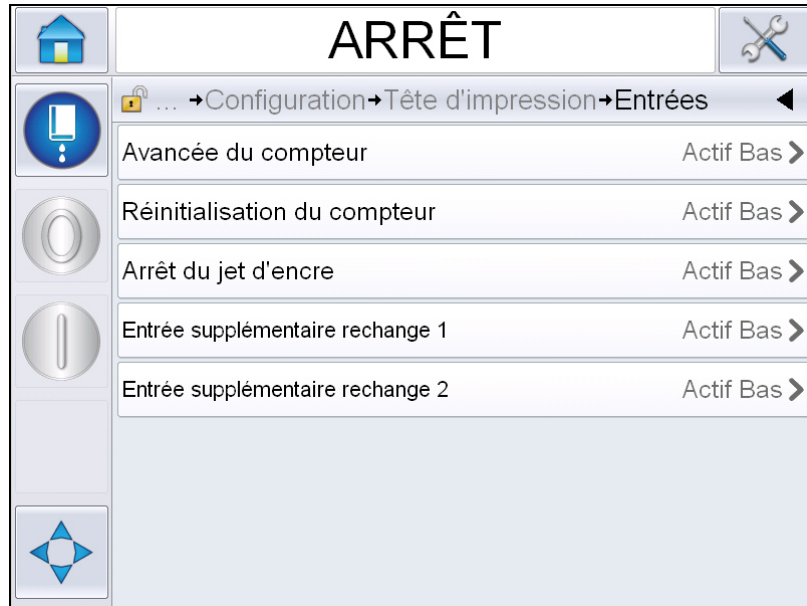 ARRÊT
... →Configuration→Tête d'impression→Entrées
Avancée du compteur Actif Bas
Réinitialisation du compteur Actif Bas
Arrêt du jet d'encre Actif Bas
Entrée supplémentaire rechange 1 Actif Bas
Entrée supplémentaire rechange 2 Actif Bas